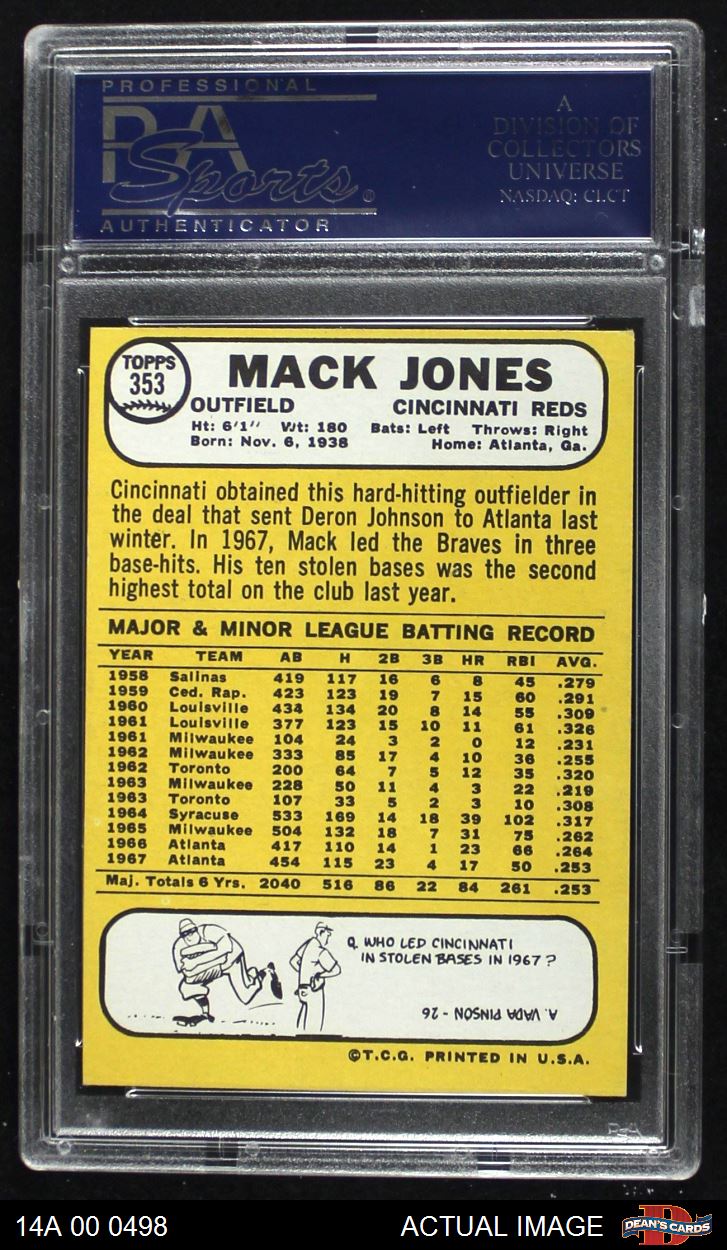 PROFESSIONAL
PSA
Sports®
AUTHENTICATOR
A
DIVISION OF
COLLECTORS
UNIVERSE
NASDAQ: CLCT
TOPPS
353
MACK JONES
OUTFIELD CINCINNATI REDS
Ht: 6'1" Wt: 180 Bats: Left Throws: Right
Born: Nov. 6, 1938 Home: Atlanta, Ga.
Cincinnati obtained this hard-hitting outfielder in
the deal that sent Deron Johnson to Atlanta last
winter. In 1967, Mack led the Braves in three
base-hits. His ten stolen bases was the second
highest total on the club last year.
MAJOR & MINOR LEAGUE BATTING RECORD
YEAR TEAM AB H 2B 3B HR RBI AVG.
1958 Salinas 419 117 16 6 8 45 .279
1959 Ced. Rap. 423 123 19 7 15 60 .291
1960 Louisville 434 134 20 8 14 55 .309
1961 Louisville 377 123 15 10 11 61 .326
1961 Milwaukee 104 24 3 2 0 12 .231
1962 Milwaukee 333 85 17 4 10 36 .255
1962 Toronto 200 64 7 5 12 35 .320
1963 Milwaukee 228 50 11 4 3 22 .219
1963 Toronto 107 33 5 2 3 10 .308
1964 Syracuse 533 169 14 18 39 102 .317
1965 Milwaukee 504 132 18 7 31 75 .262
1966 Atlanta 417 110 14 1 23 66 .264
1967 Atlanta 454 115 23 4 17 50 .253
Maj. Totals 6 Yrs. 2040 516 86 22 84 261 .253
Q. WHO LED CINCINNATI
IN STOLEN BASES IN 1967?
A. VADA PINSON - 26
©T.C.G. PRINTED IN U.S.A.
PSA
14A 00 0498 ACTUAL IMAGE
D
DEAN'S CARDS